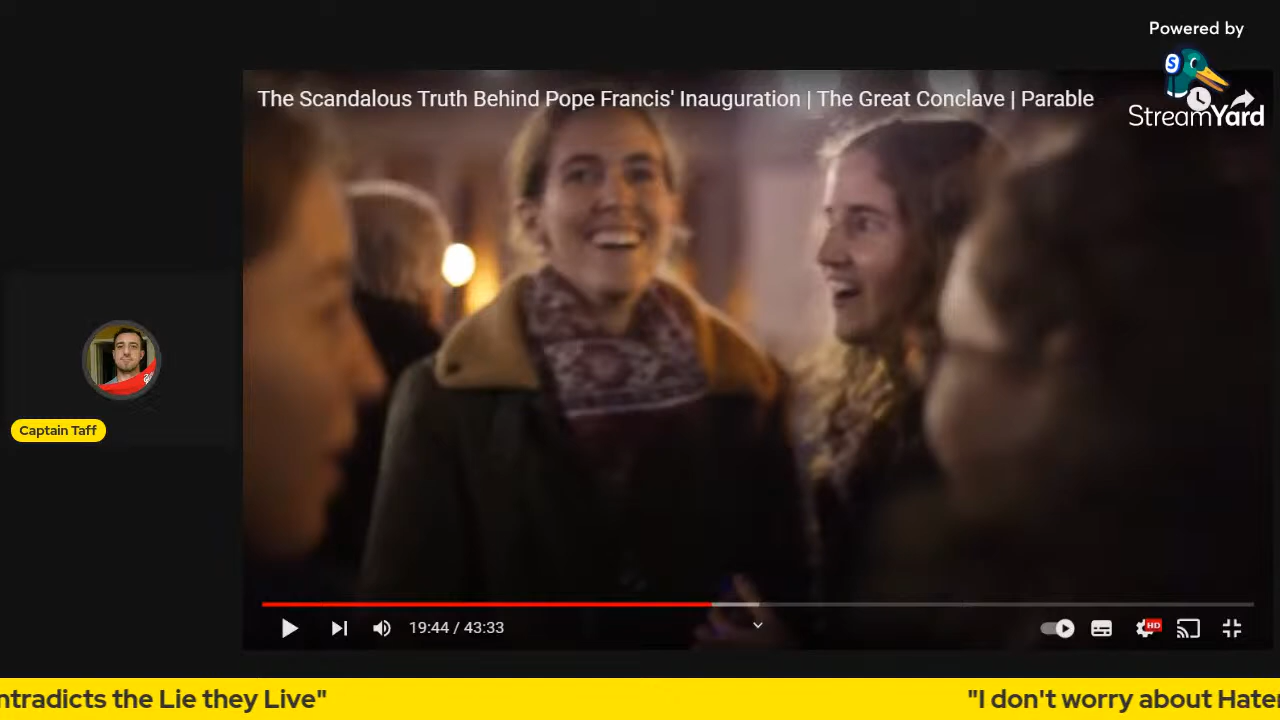 Powered by
StreamYard
The Scandalous Truth Behind Pope Francis' Inauguration | The Great Conclave | Parable
Captain Taff
19:44 / 43:33
HD
ntradicts the Lie they Live"
"I don't worry about Hater